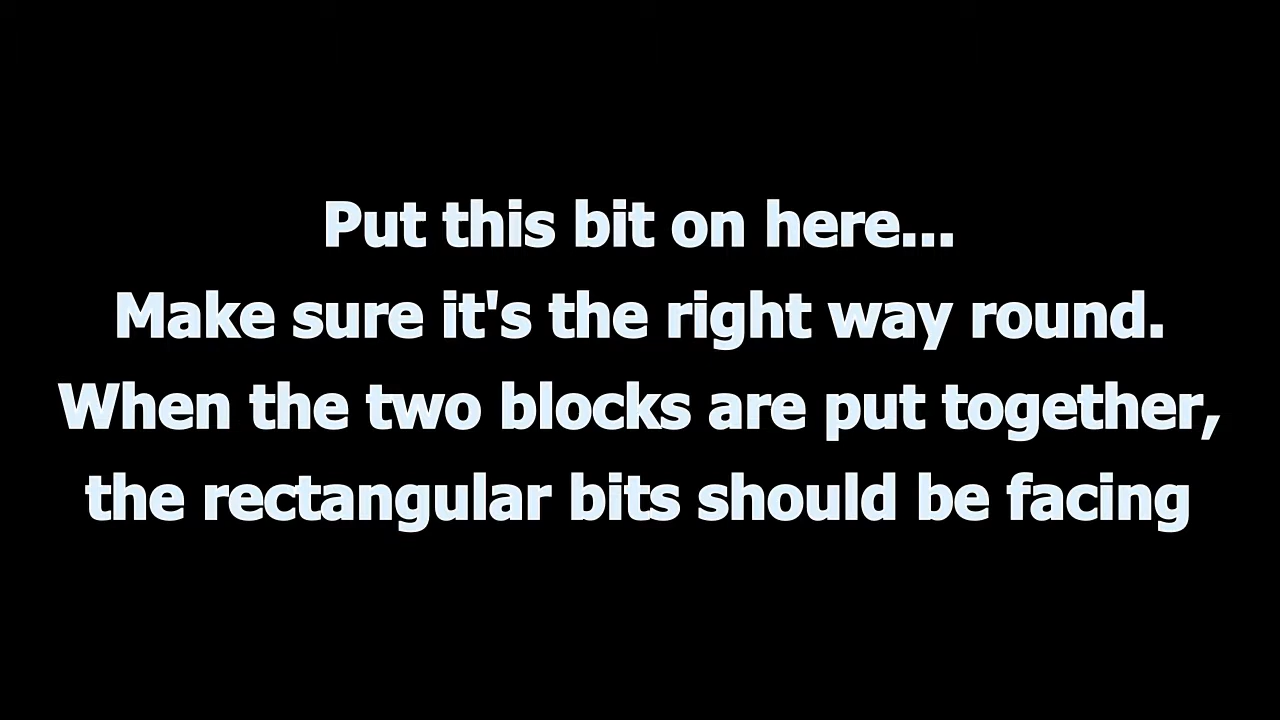 Put this bit on here...
Make sure it's the right way round.
When the two blocks are put together,
the rectangular bits should be facing